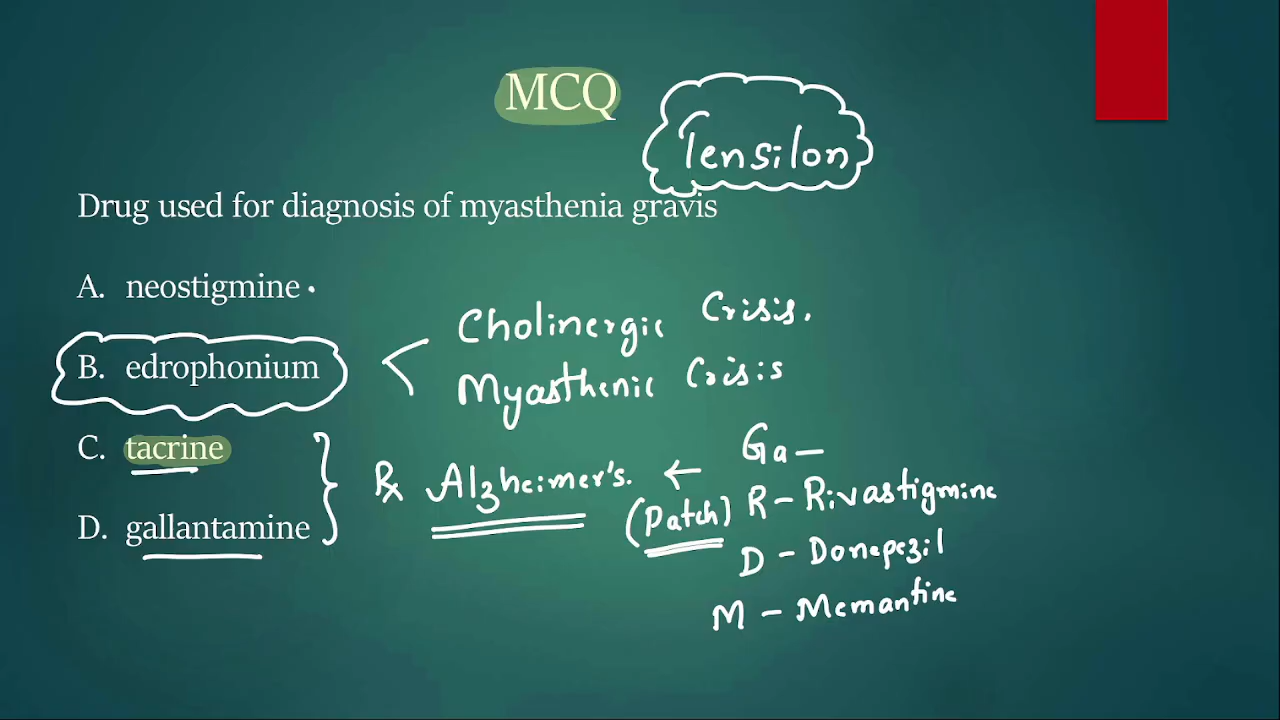 MCQ
Tensilon
Drug used for diagnosis of myasthenia gravis
A. neostigmine
B. edrophonium
Cholinergic Crisis.
Myasthenic Crisis
C. tacrine
D. gallantamine
Rx Alzheimer's. ←
Ga —
(Patch) R - Rivastigmine
D - Donepezil
M - Memantine